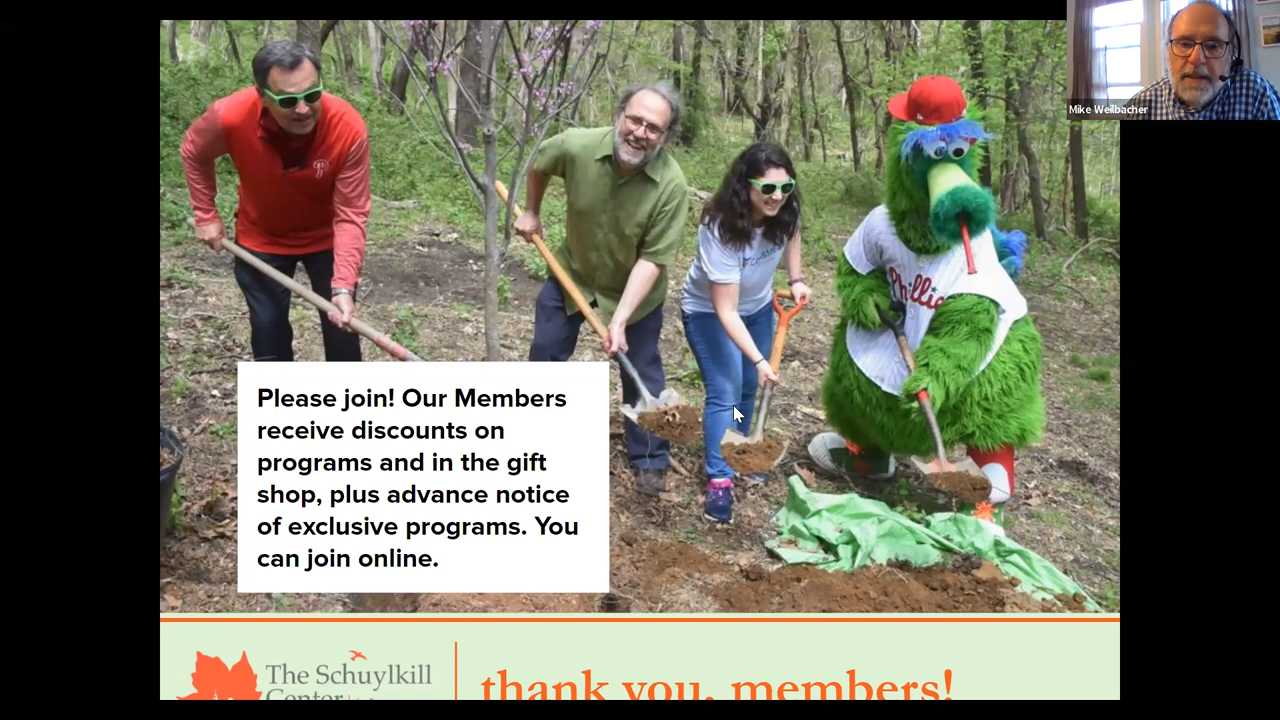 Mike Weilbacher
Phillies
Please join! Our Members
receive discounts on
programs and in the gift
shop, plus advance notice
of exclusive programs. You
can join online.
The Schuylkill
Center
thank you, members!